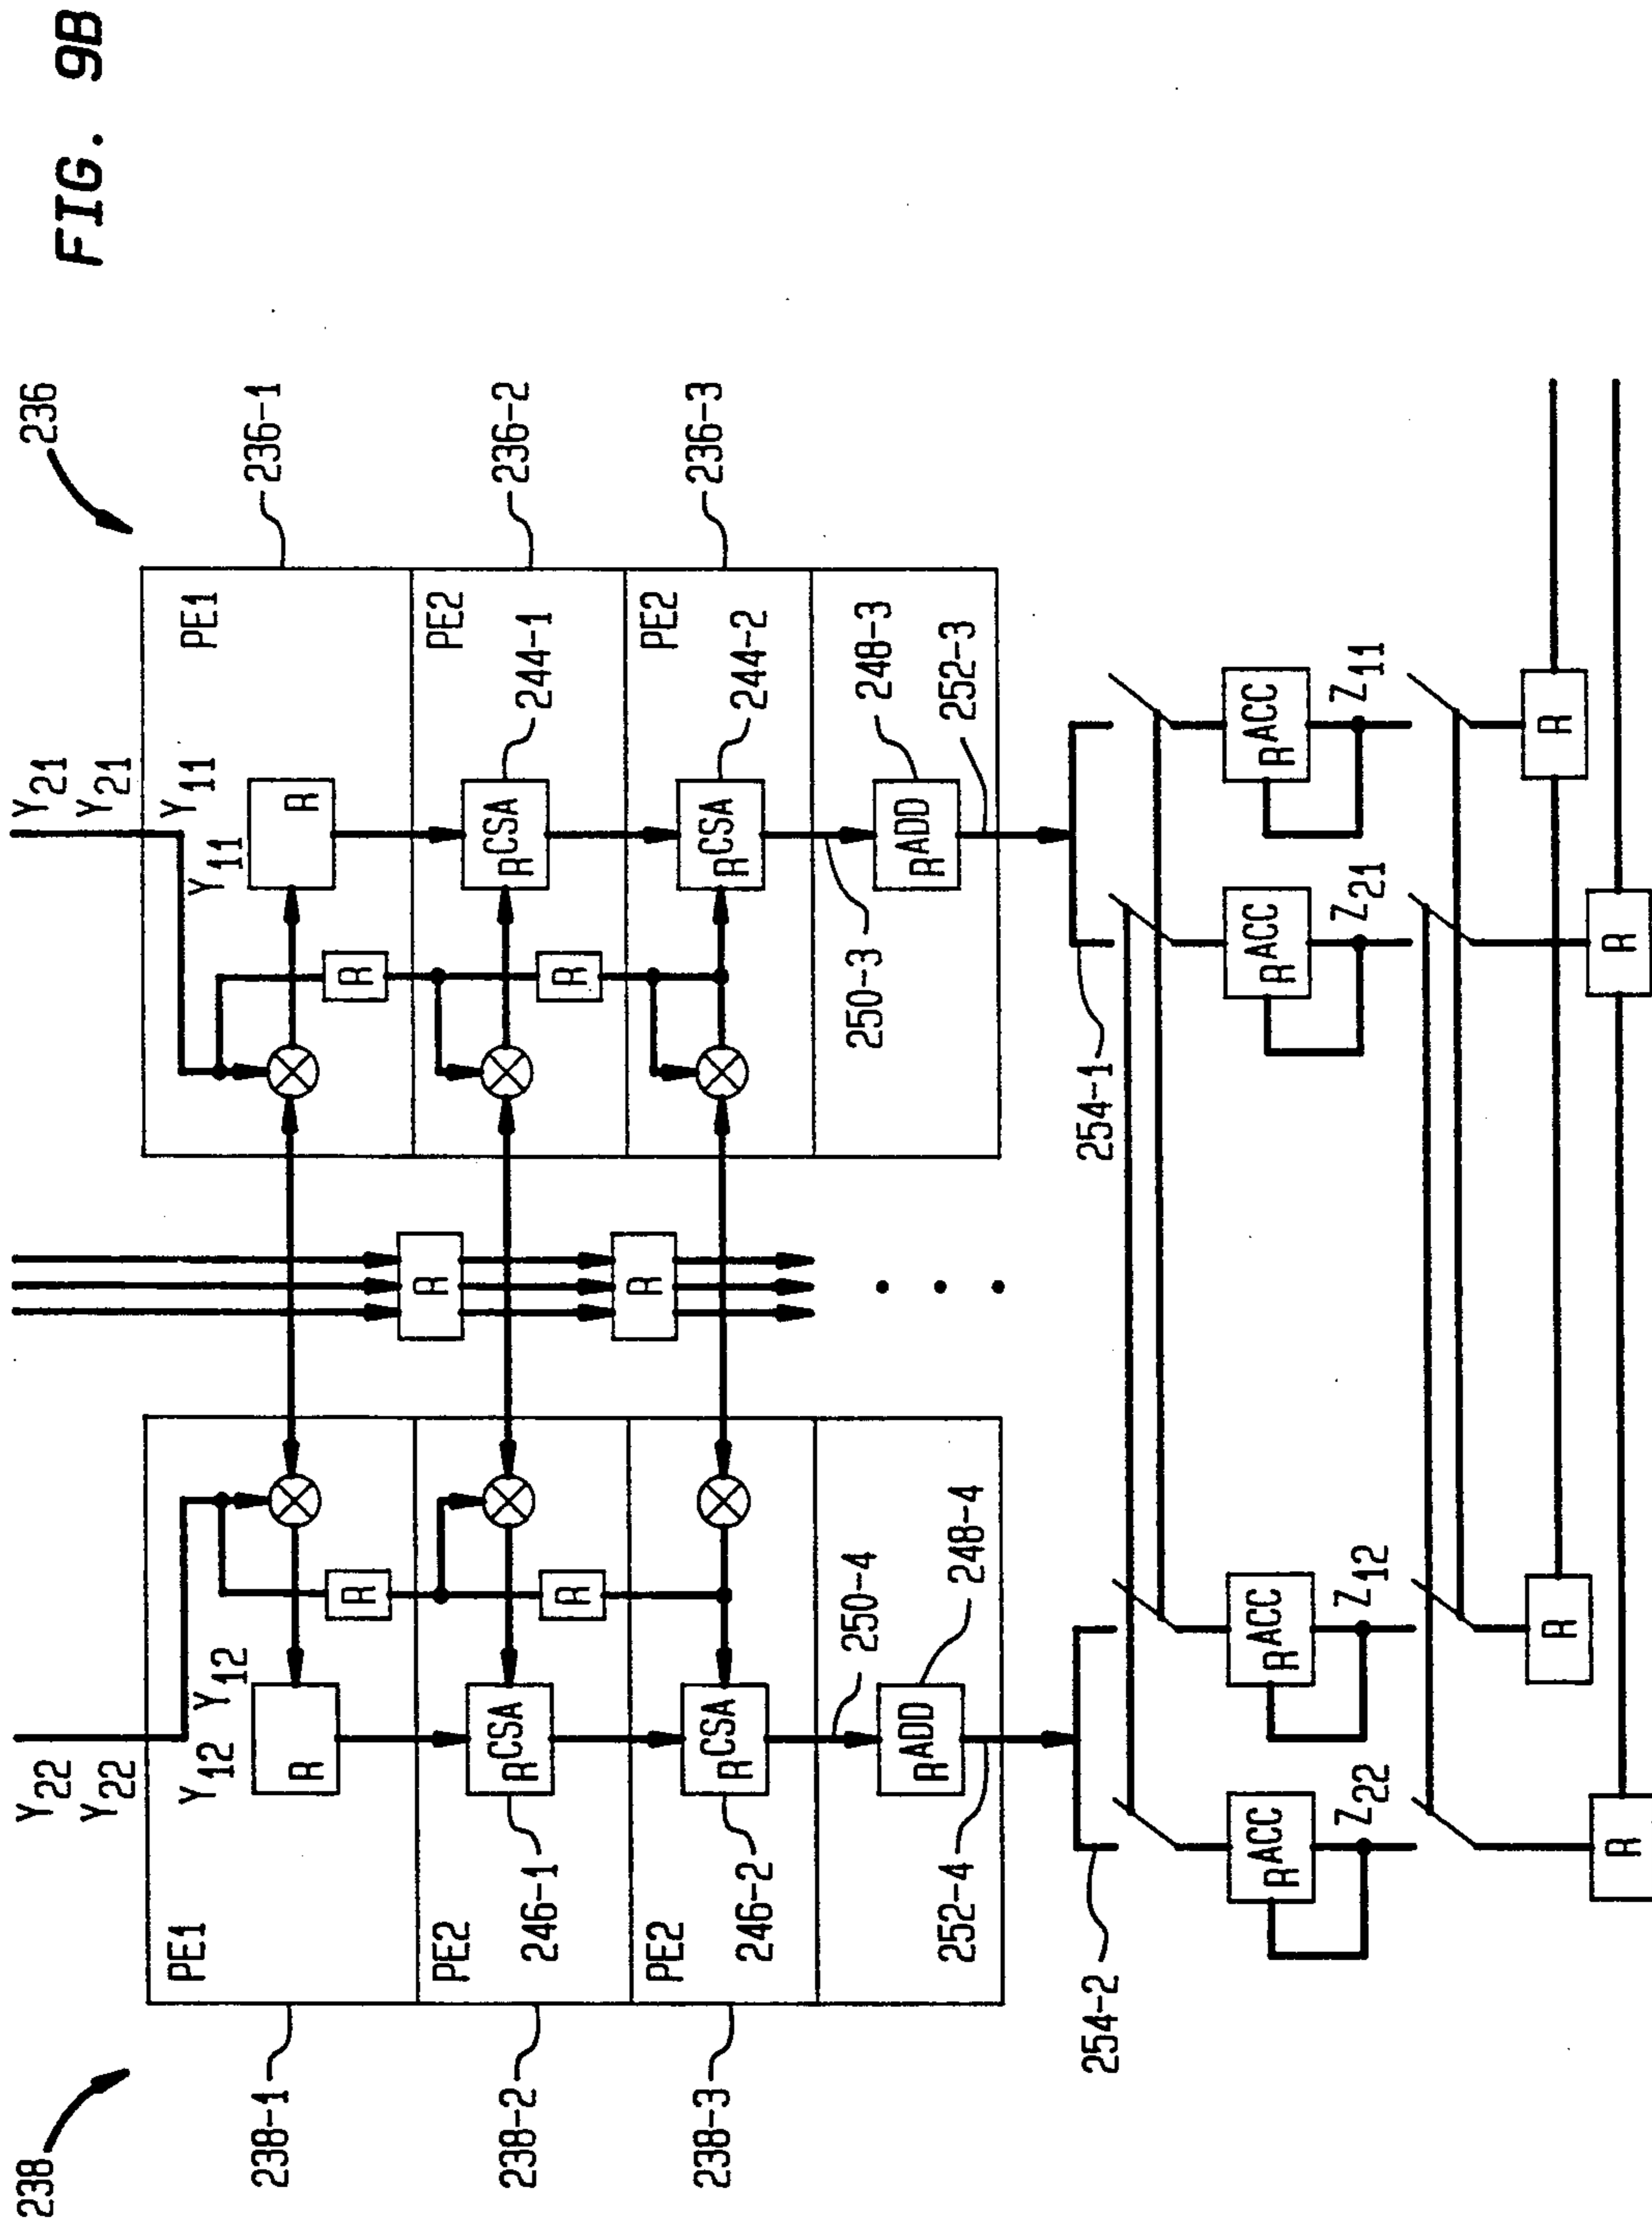 FIG. 9B
236
236-1
236-2
236-3
Y21
Y21
Y11
Y11
PE1
R
R
PE2
244-1
R CSA
R
PE2
244-2
R CSA
250-3
248-3
R ADD
252-3
254-1
R ACC
Z11
R ACC
Z21
R
R
R
R
238
238-1
238-2
238-3
Y22
Y22
Y12
Y12
PE1
R
R
PE2
246-1
R CSA
R
PE2
246-2
R CSA
250-4
248-4
R ADD
252-4
254-2
R ACC
Z12
R ACC
Z22
R
R